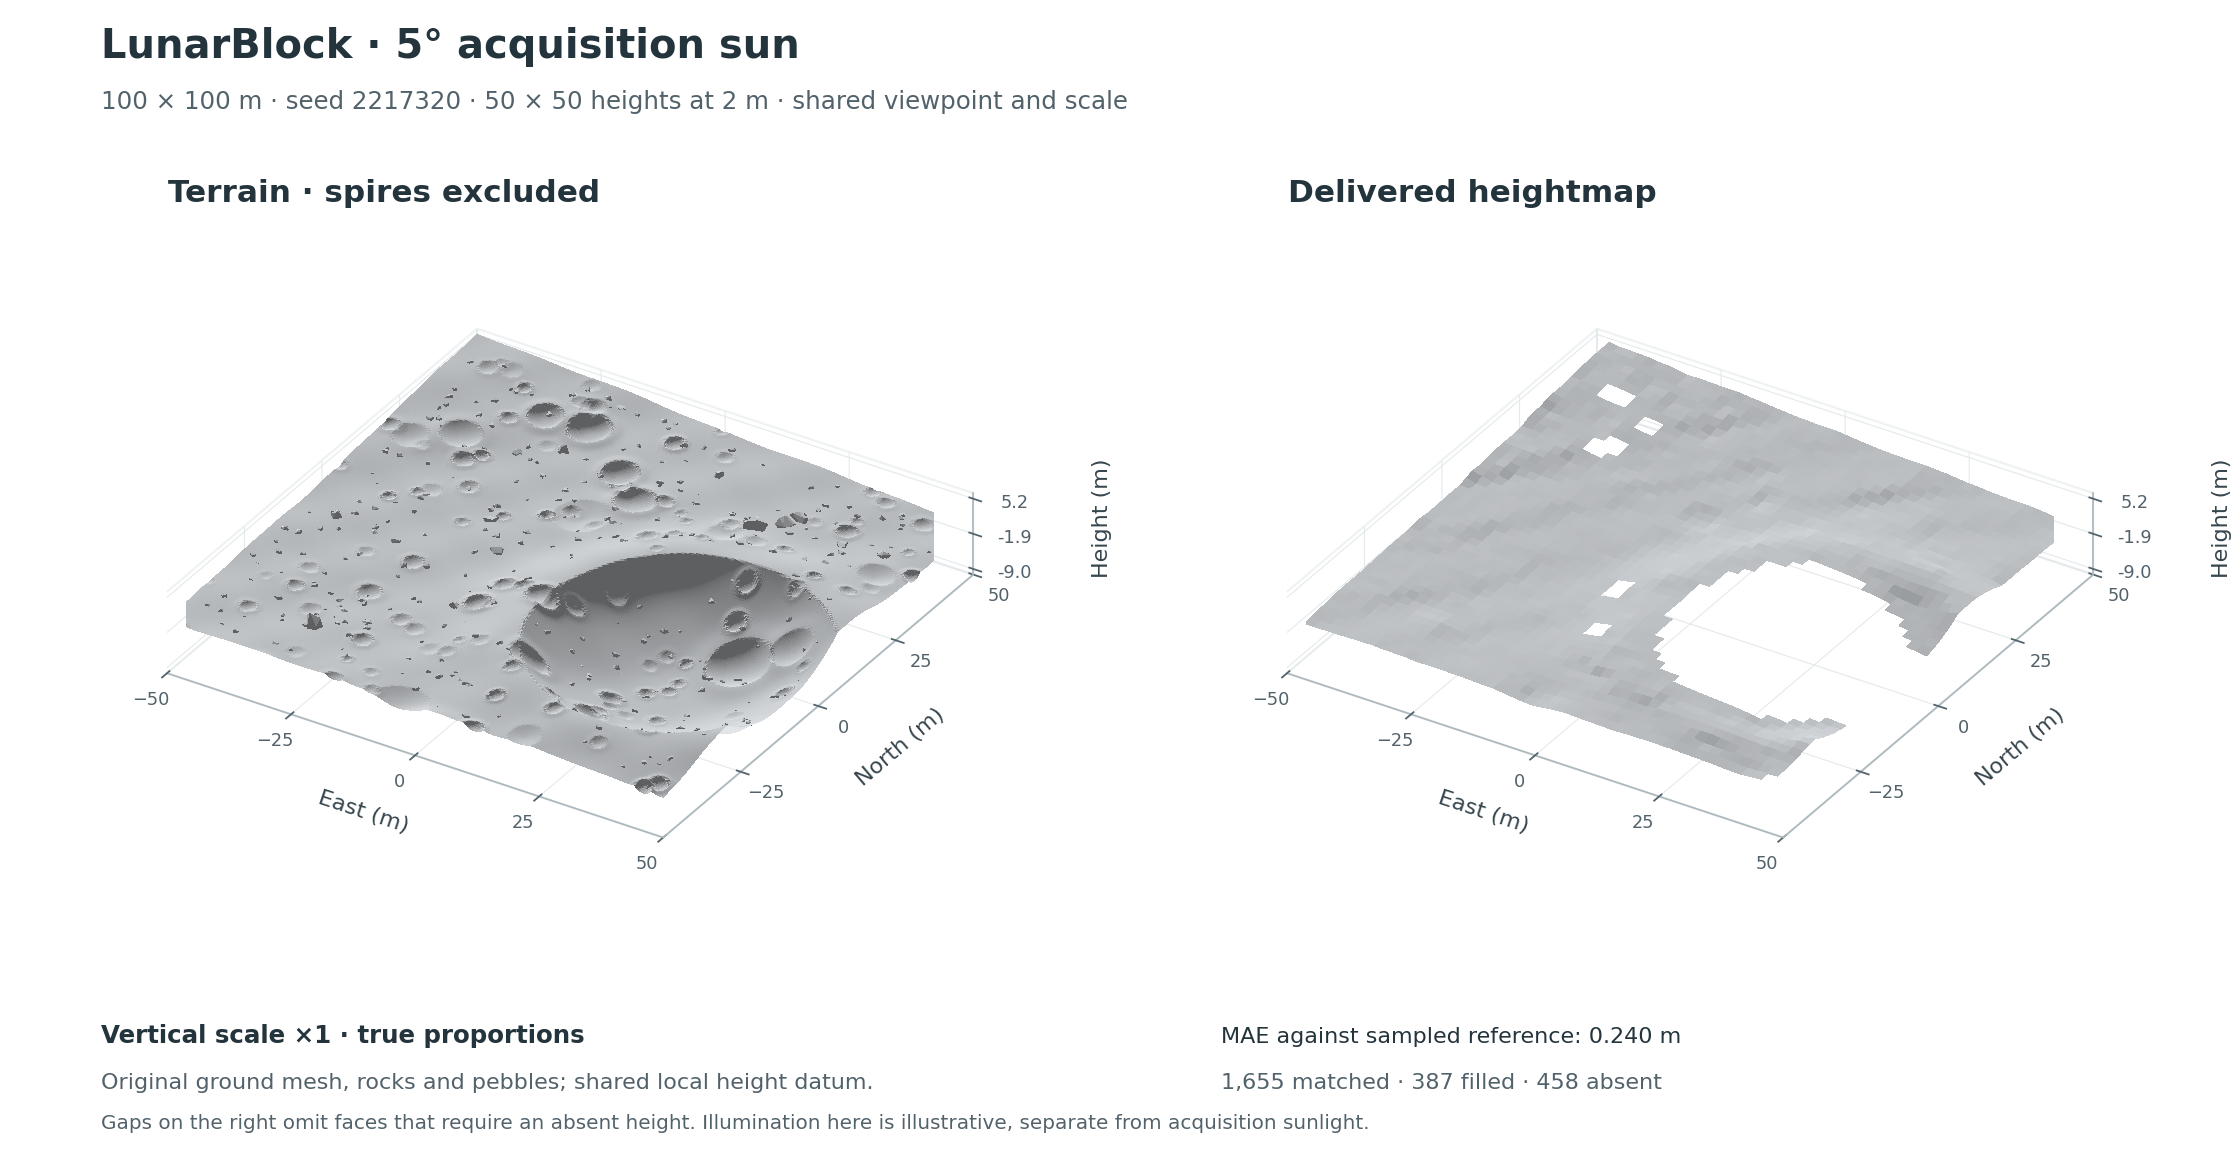 LunarBlock · 5° acquisition sun
100 × 100 m · seed 2217320 · 50 × 50 heights at 2 m · shared viewpoint and scale
Terrain · spires excluded
5.2
-1.9
-9.0
Height (m)
50
25
0
−25
North (m)
−50
−25
0
25
50
East (m)
Delivered heightmap
5.2
-1.9
-9.0
Height (m)
50
25
0
−25
North (m)
−50
−25
0
25
50
East (m)
Vertical scale ×1 · true proportions
Original ground mesh, rocks and pebbles; shared local height datum.
MAE against sampled reference: 0.240 m
1,655 matched · 387 filled · 458 absent
Gaps on the right omit faces that require an absent height. Illumination here is illustrative, separate from acquisition sunlight.